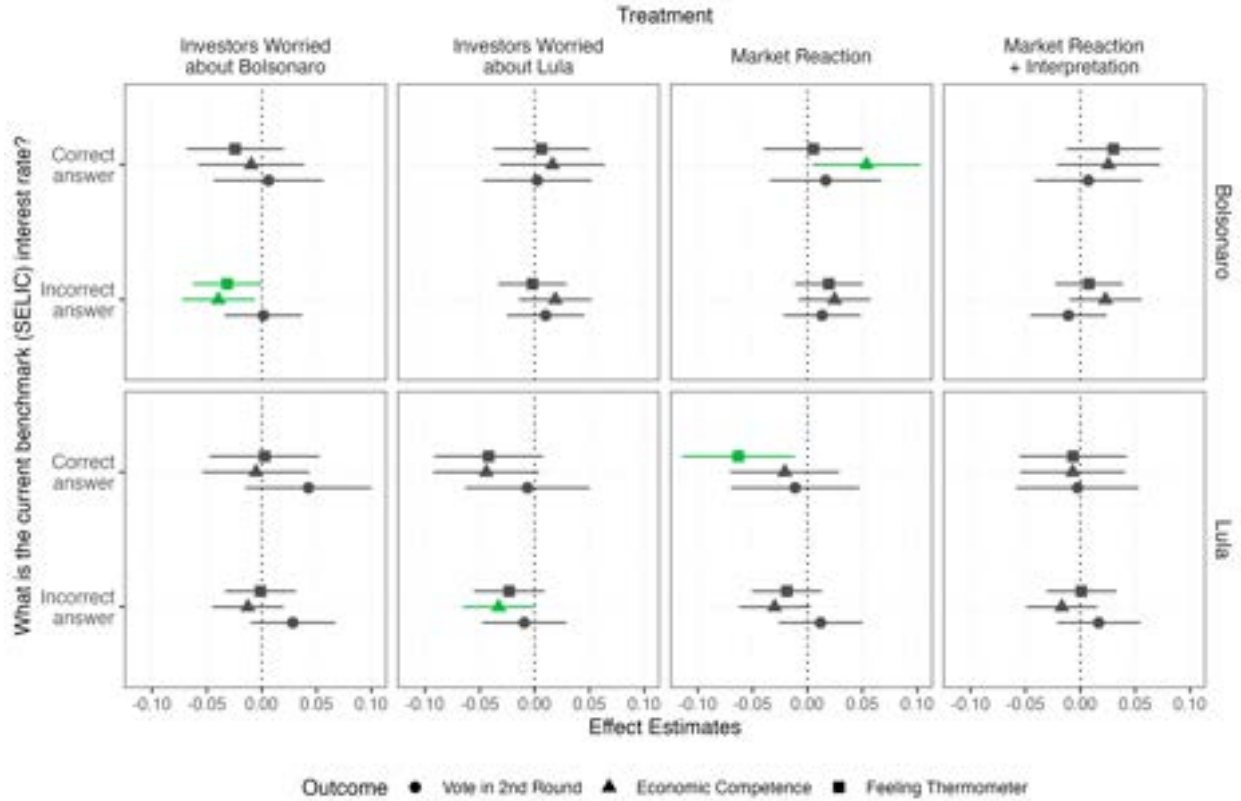 Treatment
Investors Worried
about Bolsonaro
Investors Worried
about Lula
Market Reaction
Market Reaction
+ Interpretation
What is the current benchmark (SELIC) interest rate?
Correct
answer
Incorrect
answer
Bolsonaro
Correct
answer
Incorrect
answer
Lula
-0.10 -0.05 0.00 0.05 0.10 -0.10 -0.05 0.00 0.05 0.10 -0.10 -0.05 0.00 0.05 0.10 -0.10 -0.05 0.00 0.05 0.10
Effect Estimates
Outcome Vote in 2nd Round Economic Competence Feeling Thermometer